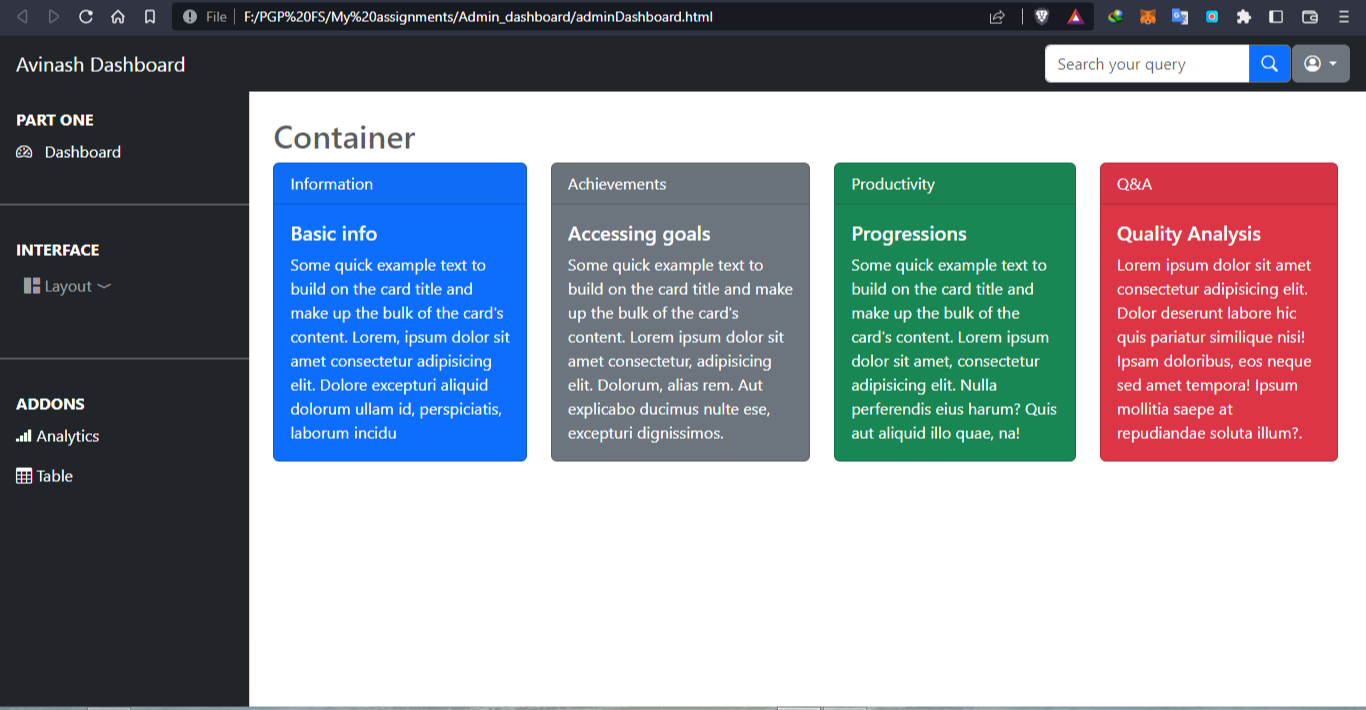 File F:/PGP%20FS/My%20assignments/Admin_dashboard/adminDashboard.html
Avinash Dashboard
Search your query
PART ONE
Dashboard
INTERFACE
Layout
ADDONS
Analytics
Table
Container
Information
Basic info
Some quick example text to
build on the card title and
make up the bulk of the card's
content. Lorem, ipsum dolor sit
amet consectetur adipisicing
elit. Dolore excepturi aliquid
dolorum ullam id, perspiciatis,
laborum incidu
Achievements
Accessing goals
Some quick example text to
build on the card title and make
up the bulk of the card's
content. Lorem ipsum dolor sit
amet consectetur, adipisicing
elit. Dolorum, alias rem. Aut
explicabo ducimus nulte ese,
excepturi dignissimos.
Productivity
Progressions
Some quick example text to
build on the card title and
make up the bulk of the
card's content. Lorem ipsum
dolor sit amet, consectetur
adipisicing elit. Nulla
perferendis eius harum? Quis
aut aliquid illo quae, na!
Q&A
Quality Analysis
Lorem ipsum dolor sit amet
consectetur adipisicing elit.
Dolor deserunt labore hic
quis pariatur similique nisi!
Ipsam doloribus, eos neque
sed amet tempora! Ipsum
mollitia saepe at
repudiandae soluta illum?.